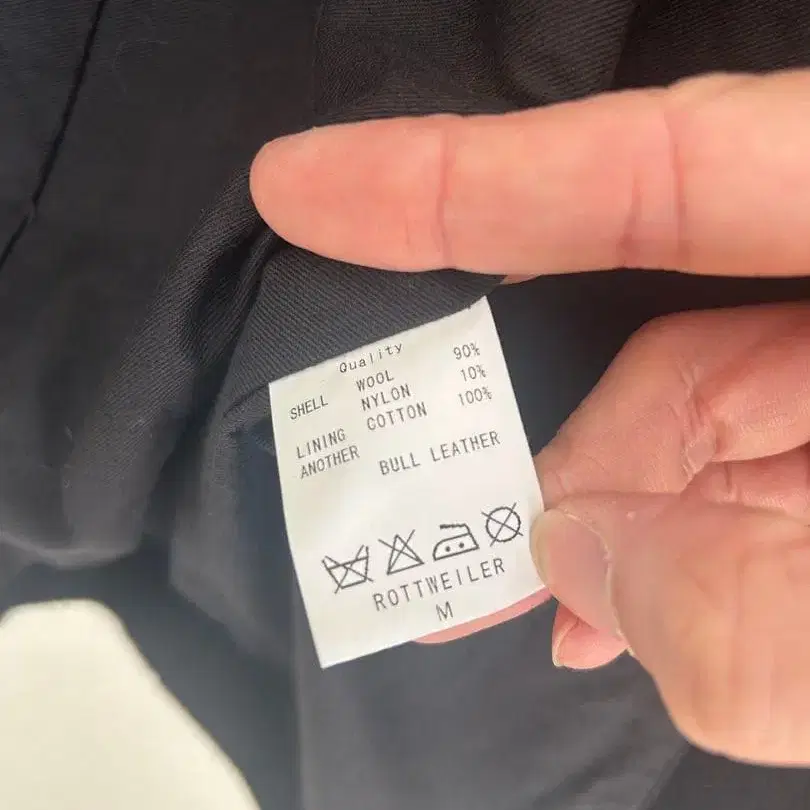 Quality
SHELL WOOL 90%
NYLON 10%
LINING COTTON 100%
ANOTHER BULL LEATHER
ROTTWEILER
M